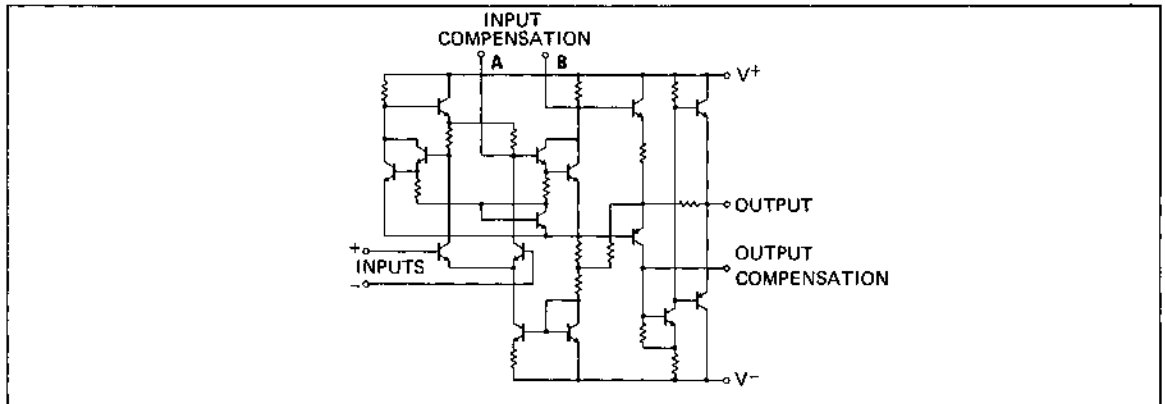 INPUT
COMPENSATION
A B
V+
OUTPUT
+
INPUTS
OUTPUT
COMPENSATION
−
V−